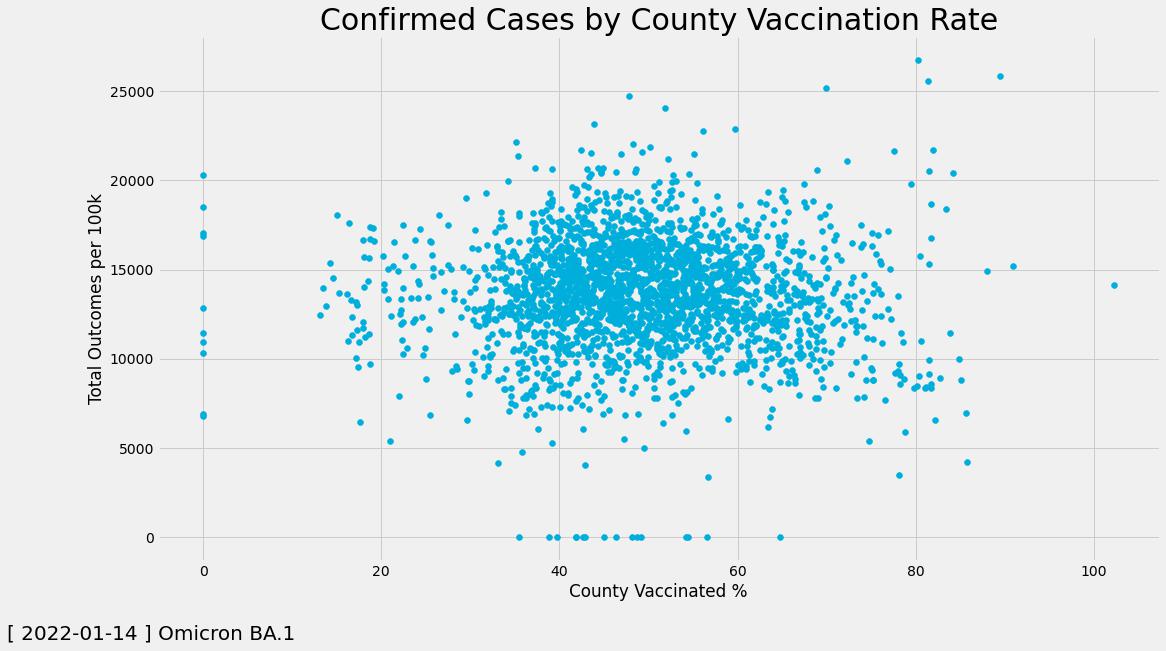 Confirmed Cases by County Vaccination Rate
25000
20000
15000
10000
5000
0
Total Outcomes per 100k
0 20 40 60 80 100
County Vaccinated %
[ 2022-01-14 ] Omicron BA.1